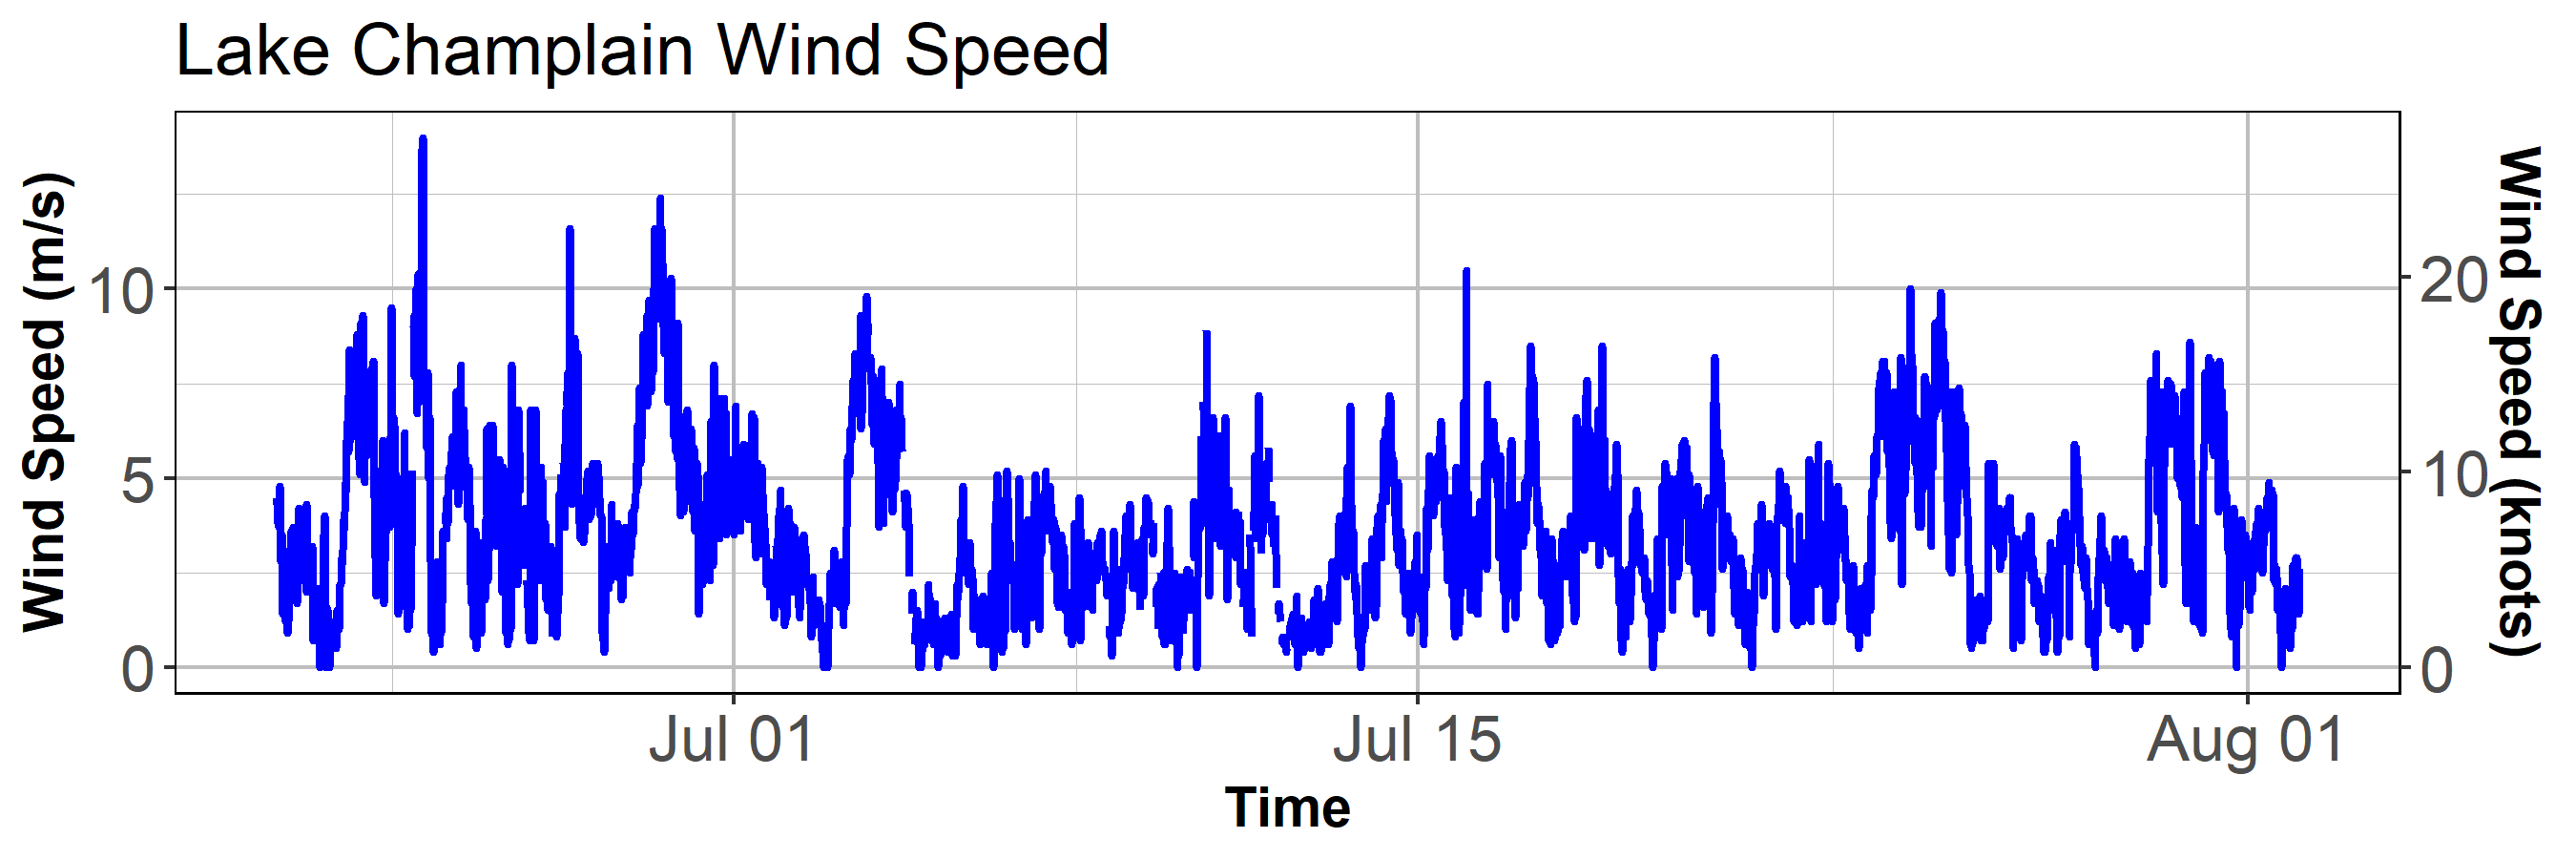 Lake Champlain Wind Speed
Wind Speed (m/s)
10
5
0
20
10
0
Wind Speed (knots)
Jul 01
Jul 15
Aug 01
Time